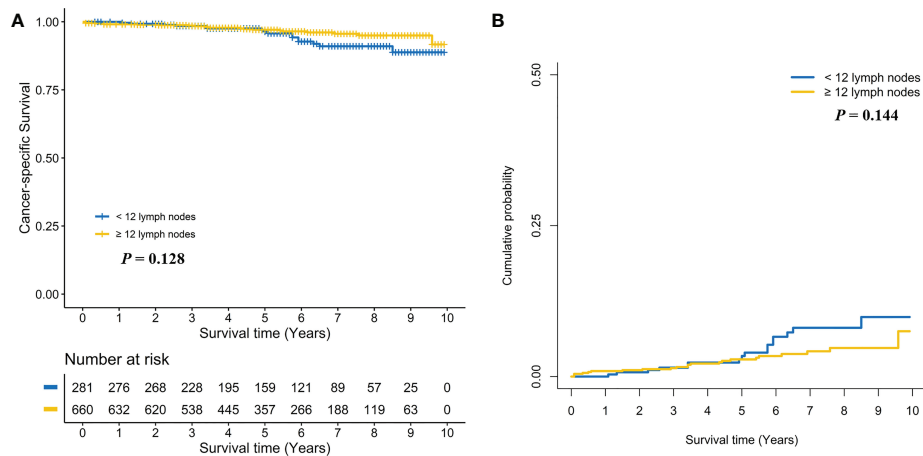 A
1.00
0.75
0.50
0.25
0.00
Cancer-specific Survival
< 12 lymph nodes
≥ 12 lymph nodes
P = 0.128
0 1 2 3 4 5 6 7 8 9 10
Survival time (Years)
Number at risk
281 276 268 228 195 159 121 89 57 25 0
660 632 620 538 445 357 266 188 119 63 0
0 1 2 3 4 5 6 7 8 9 10
Survival time (Years)
B
0.50
0.25
0.00
Cumulative probability
< 12 lymph nodes
≥ 12 lymph nodes
P = 0.144
0 1 2 3 4 5 6 7 8 9 10
Survival time (Years)